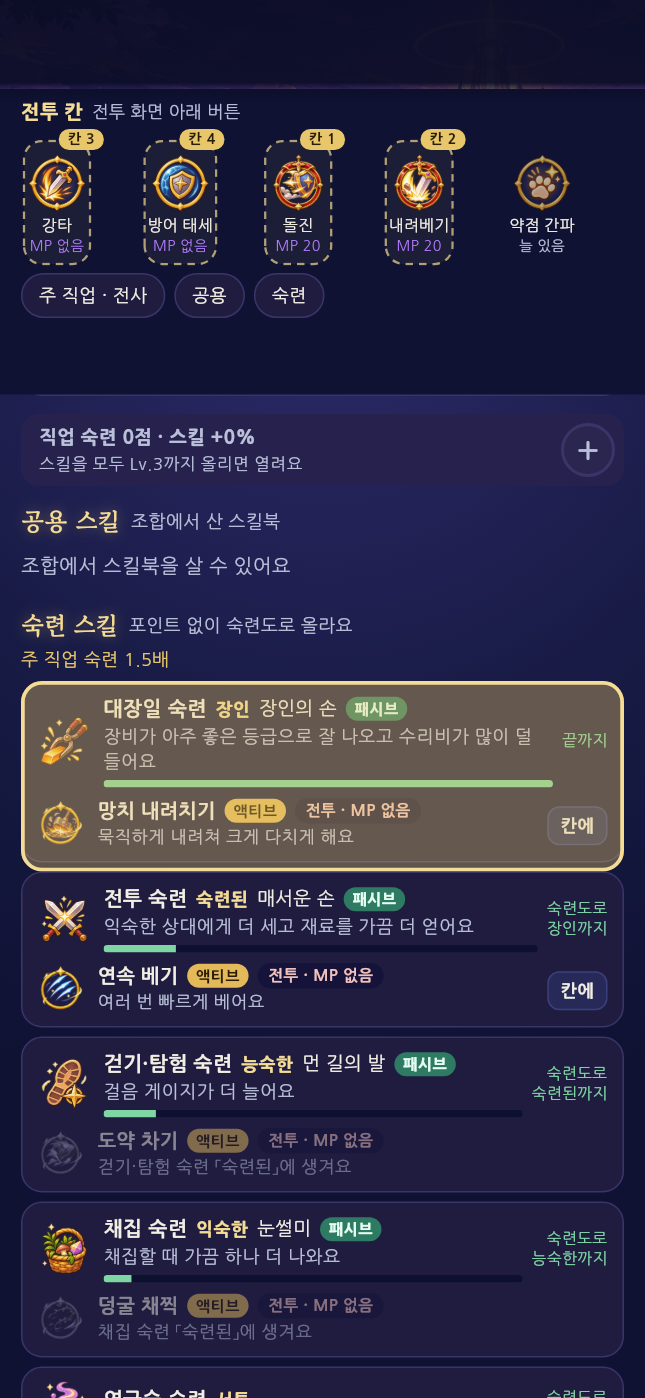 전투 칸 전투 화면 아래 버튼
칸 3 칸 4 칸 1 칸 2
강타 방어 태세 돌진 내려베기 약점 간파
MP 없음 MP 없음 MP 20 MP 20 늘 있음
주 직업 · 전사 공용 숙련
직업 숙련 0점 · 스킬 +0%
스킬을 모두 Lv.3까지 올리면 열려요
공용 스킬 조합에서 산 스킬북
조합에서 스킬북을 살 수 있어요
숙련 스킬 포인트 없이 숙련도로 올라요
주 직업 숙련 1.5배
대장일 숙련 장인 장인의 손 패시브
장비가 아주 좋은 등급으로 잘 나오고 수리비가 많이 덜
들어요
끝까지
망치 내려치기 액티브 전투 · MP 없음
묵직하게 내려쳐 크게 다치게 해요
칸에
전투 숙련 숙련된 매서운 손 패시브
익숙한 상대에게 더 세고 재료를 가끔 더 얻어요
숙련도로
장인까지
연속 베기 액티브 전투 · MP 없음
여러 번 빠르게 베어요
칸에
걷기·탐험 숙련 능숙한 먼 길의 발 패시브
걸음 게이지가 더 늘어요
숙련도로
숙련된까지
도약 차기 액티브 전투 · MP 없음
걷기·탐험 숙련 「숙련된」에 생겨요
채집 숙련 익숙한 눈썰미 패시브
채집할 때 가끔 하나 더 나와요
숙련도로
능숙한까지
덩굴 채찍 액티브 전투 · MP 없음
채집 숙련 「숙련된」에 생겨요
숙련도로